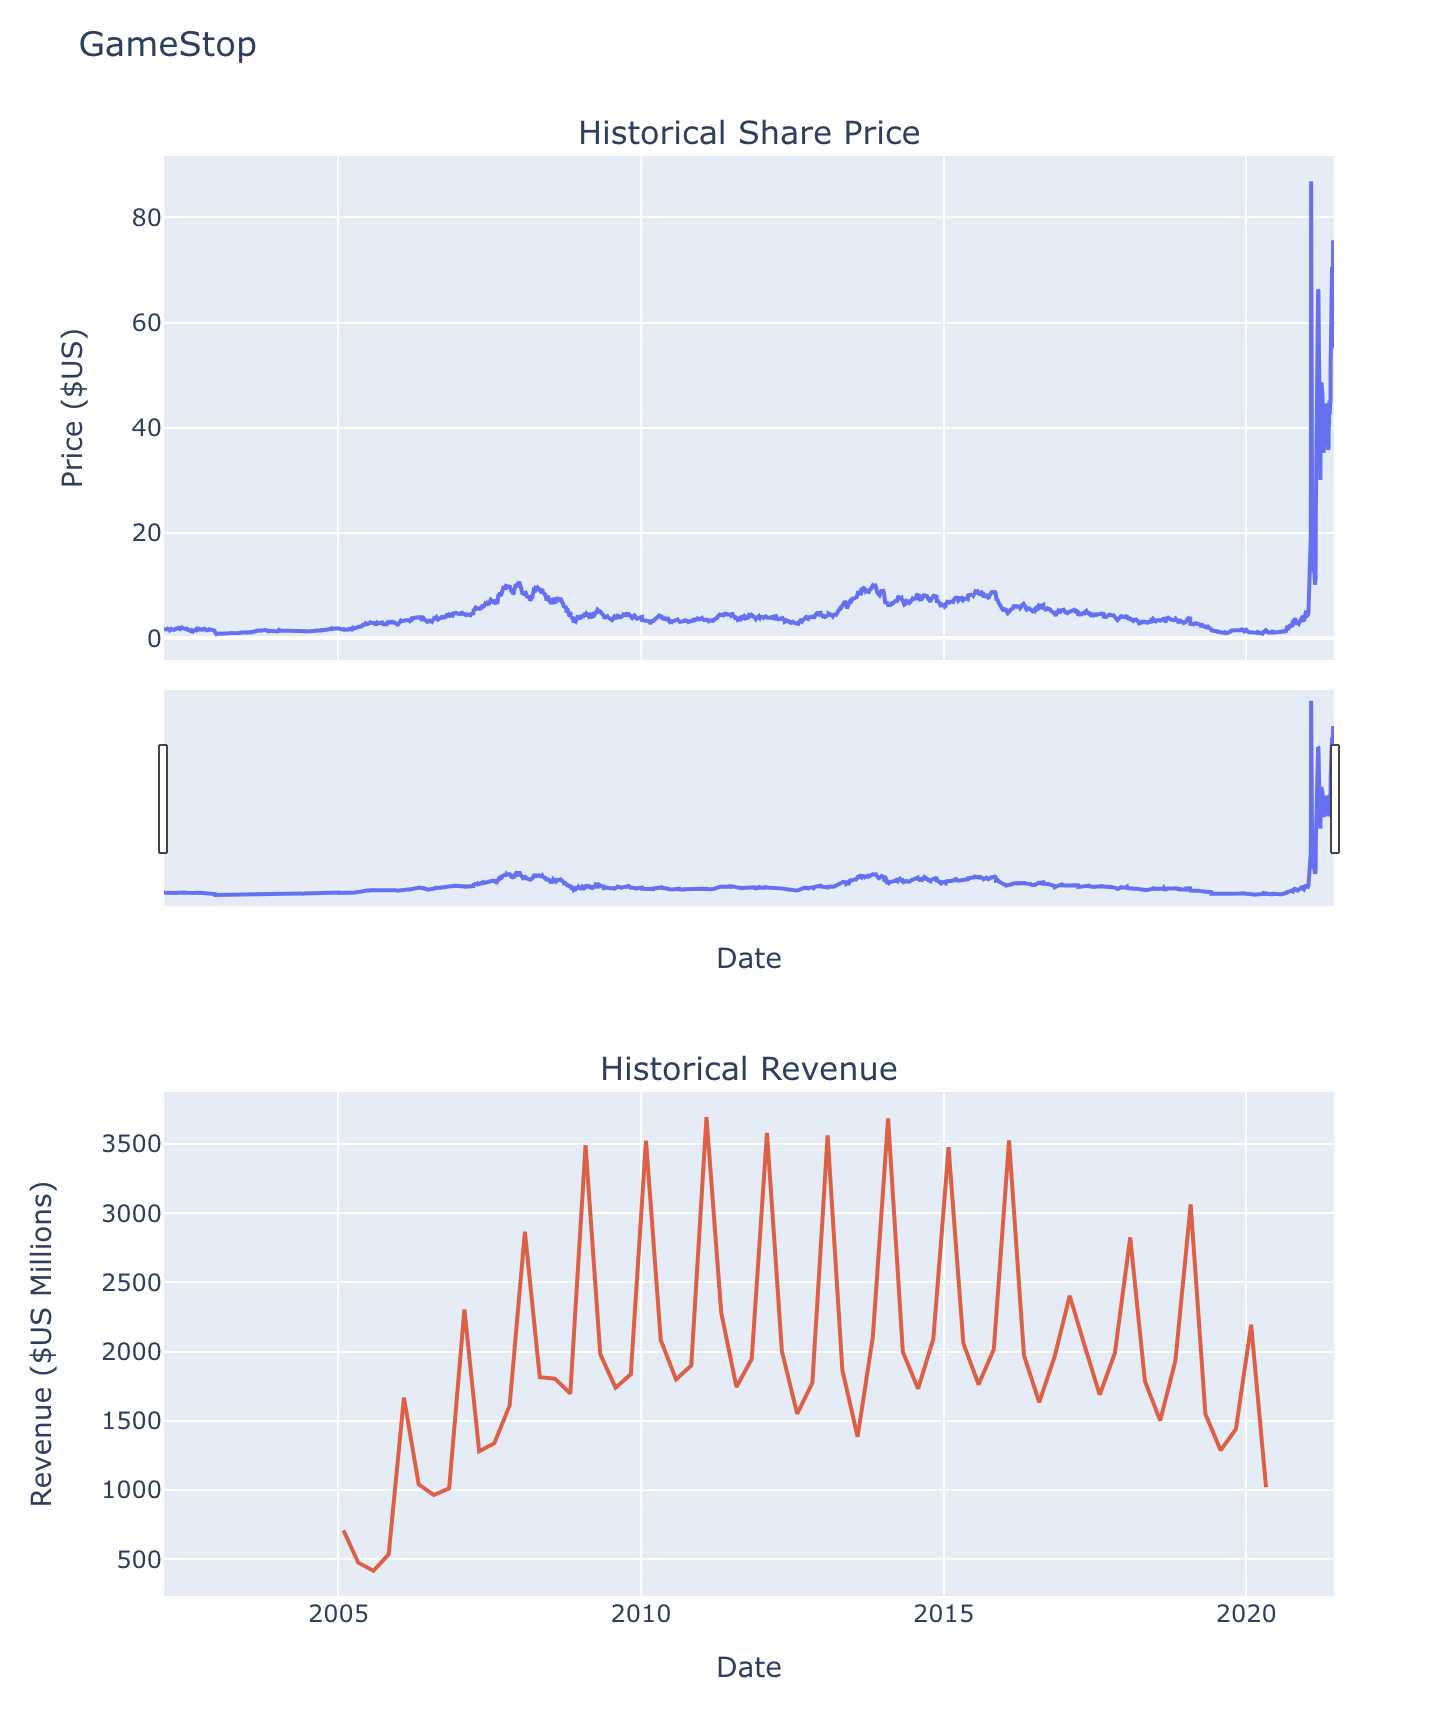 GameStop
Historical Share Price
80
60
40
20
0
Price ($US)
Date
Historical Revenue
3500
3000
2500
2000
1500
1000
500
Revenue ($US Millions)
2005 2010 2015 2020
Date